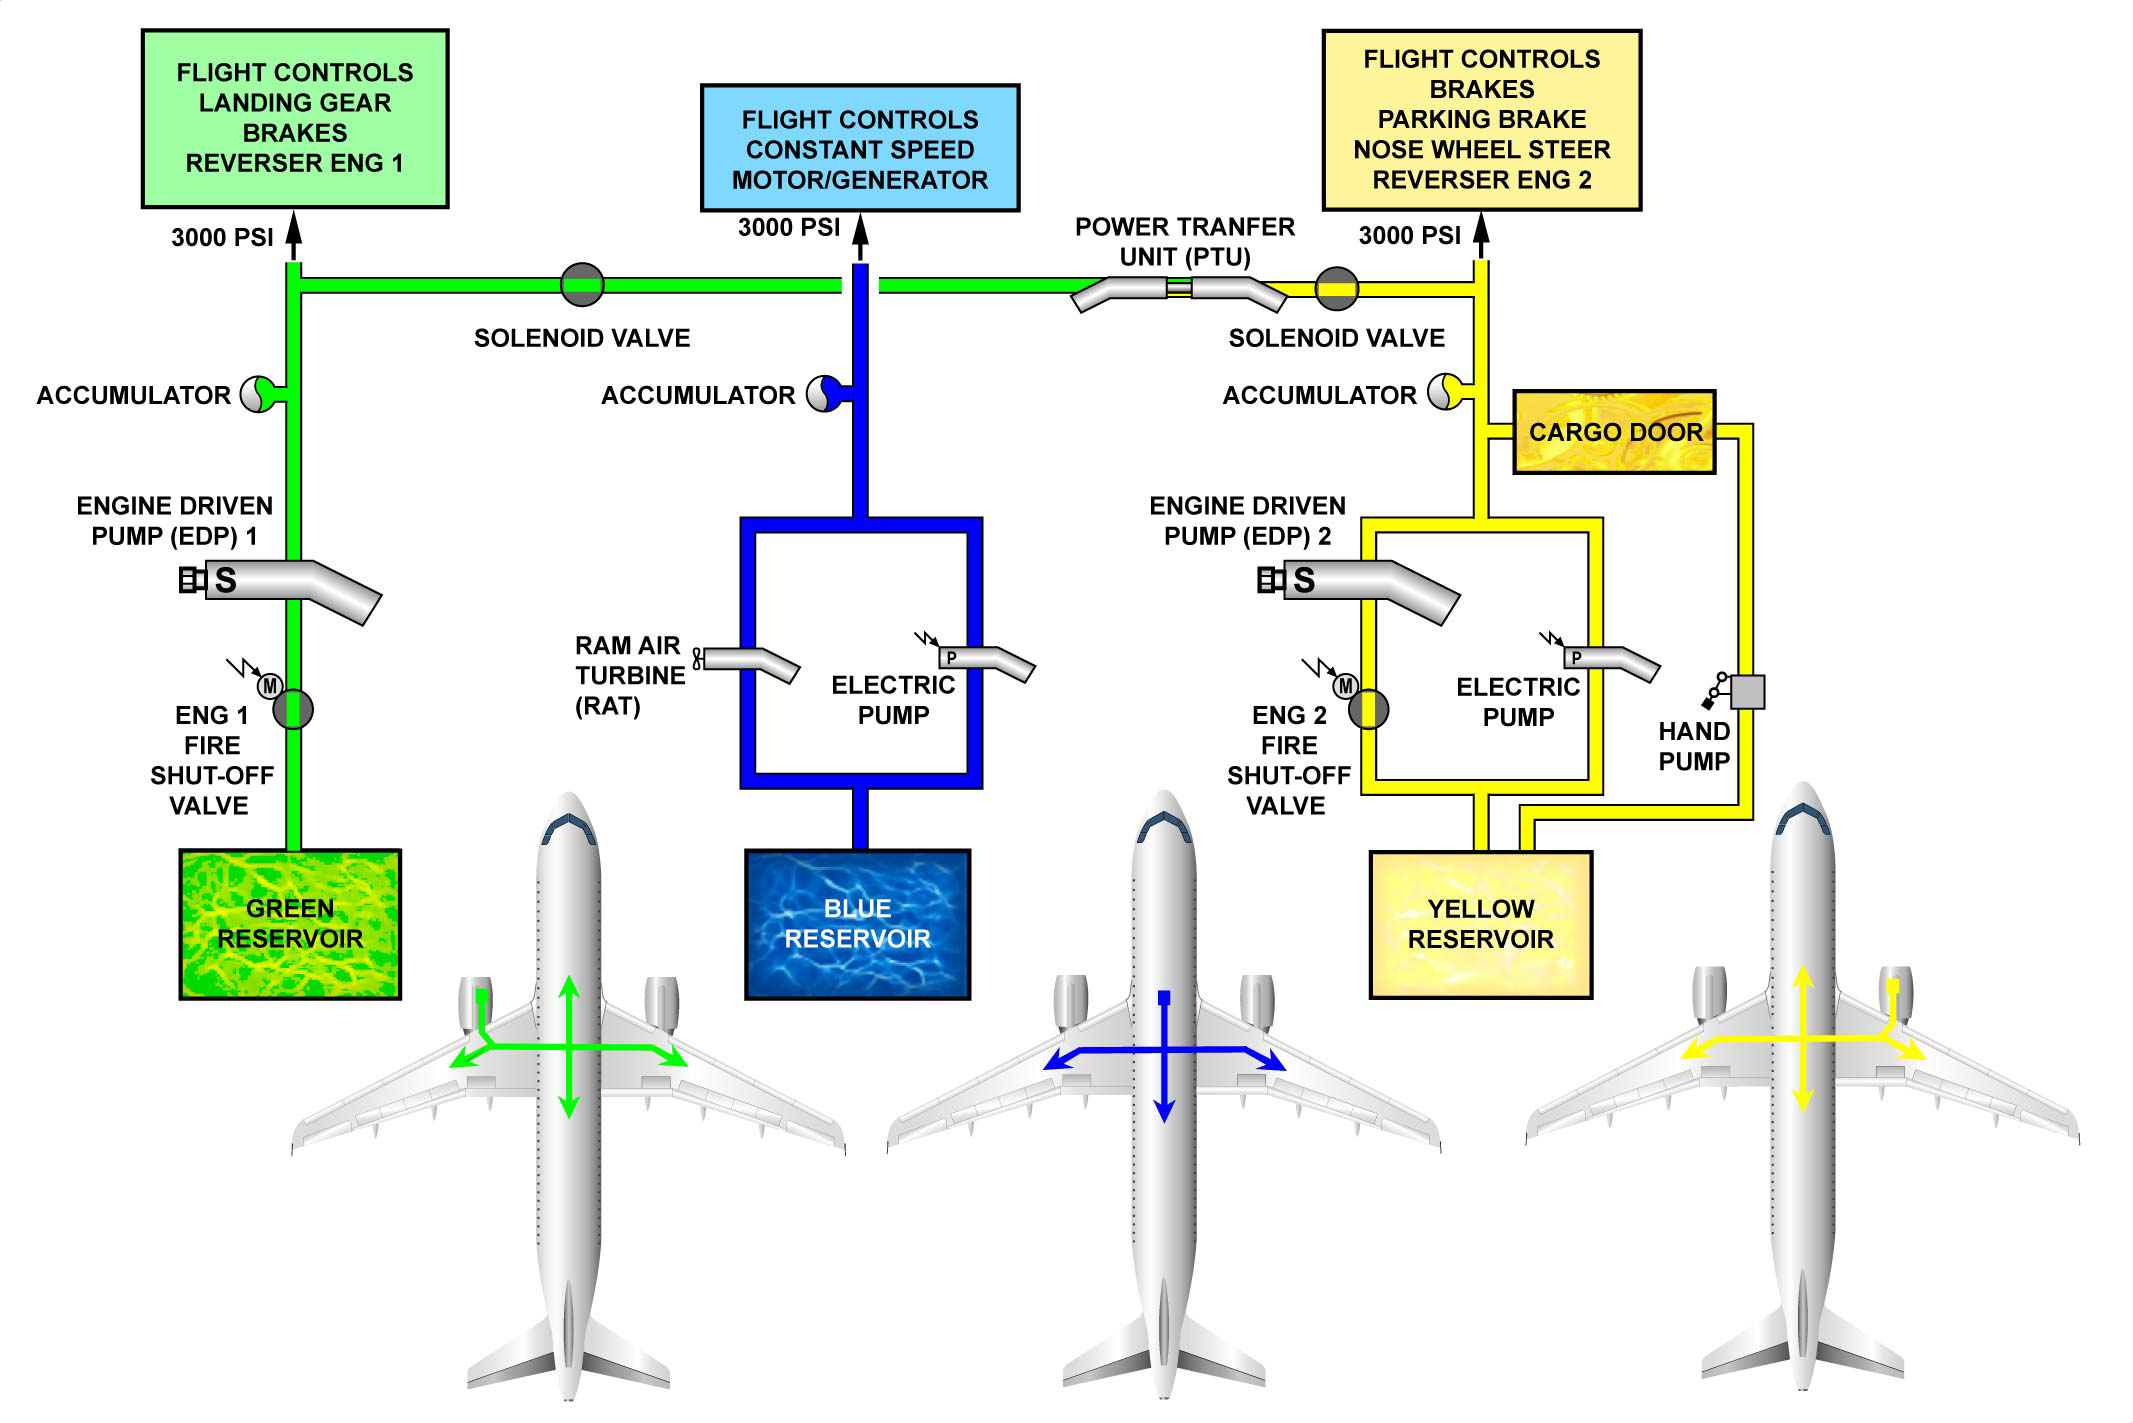 FLIGHT CONTROLS
LANDING GEAR
BRAKES
REVERSER ENG 1
3000 PSI
FLIGHT CONTROLS
CONSTANT SPEED
MOTOR/GENERATOR
3000 PSI
FLIGHT CONTROLS
BRAKES
PARKING BRAKE
NOSE WHEEL STEER
REVERSER ENG 2
3000 PSI
POWER TRANFER
UNIT (PTU)
SOLENOID VALVE
SOLENOID VALVE
ACCUMULATOR
ACCUMULATOR
ACCUMULATOR
CARGO DOOR
ENGINE DRIVEN
PUMP (EDP) 1
S
ENGINE DRIVEN
PUMP (EDP) 2
S
RAM AIR
TURBINE
(RAT)
P
ELECTRIC
PUMP
P
ELECTRIC
PUMP
M
ENG 1
FIRE
SHUT-OFF
VALVE
M
ENG 2
FIRE
SHUT-OFF
VALVE
HAND
PUMP
GREEN
RESERVOIR
BLUE
RESERVOIR
YELLOW
RESERVOIR